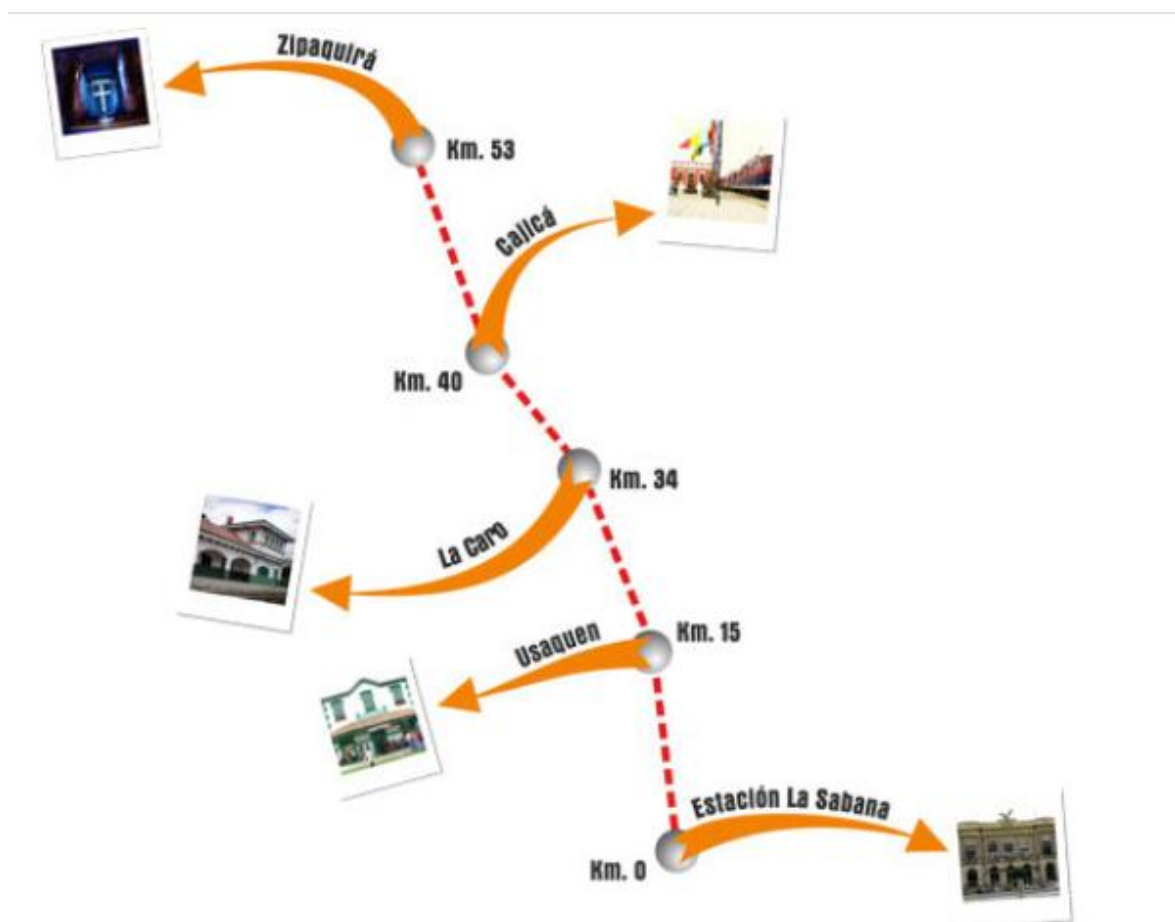 Zipaquirá
Km. 53
Cajicá
Km. 40
Km. 34
La Caro
Km. 15
Usaquen
Estación La Sabana
Km. 0